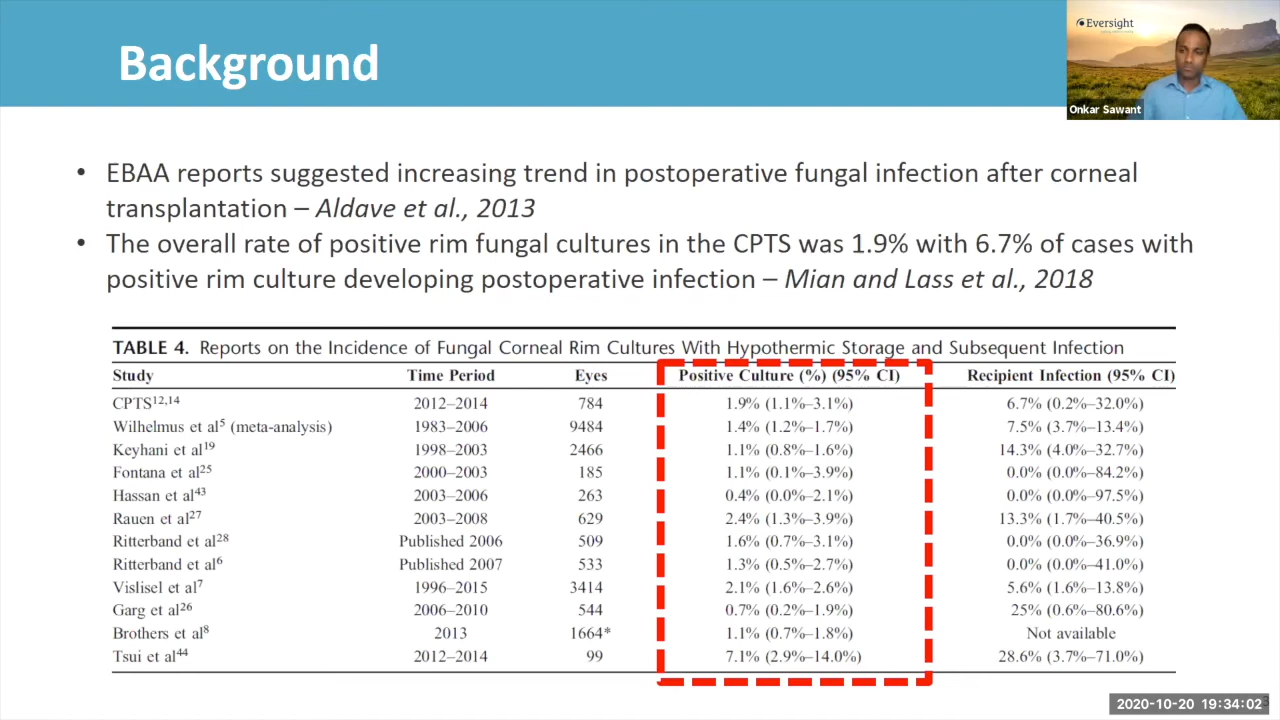 Background
Eversight
Onkar Sawant
• EBAA reports suggested increasing trend in postoperative fungal infection after corneal
transplantation – Aldave et al., 2013
• The overall rate of positive rim fungal cultures in the CPTS was 1.9% with 6.7% of cases with
positive rim culture developing postoperative infection – Mian and Lass et al., 2018
TABLE 4. Reports on the Incidence of Fungal Corneal Rim Cultures With Hypothermic Storage and Subsequent Infection
Study Time Period Eyes Positive Culture (%) (95% CI) Recipient Infection (95% CI)
CPTS12,14 2012–2014 784 1.9% (1.1%–3.1%) 6.7% (0.2%–32.0%)
Wilhelmus et al5 (meta-analysis) 1983–2006 9484 1.4% (1.2%–1.7%) 7.5% (3.7%–13.4%)
Keyhani et al19 1998–2003 2466 1.1% (0.8%–1.6%) 14.3% (4.0%–32.7%)
Fontana et al25 2000–2003 185 1.1% (0.1%–3.9%) 0.0% (0.0%–84.2%)
Hassan et al43 2003–2006 263 0.4% (0.0%–2.1%) 0.0% (0.0%–97.5%)
Rauen et al27 2003–2008 629 2.4% (1.3%–3.9%) 13.3% (1.7%–40.5%)
Ritterband et al28 Published 2006 509 1.6% (0.7%–3.1%) 0.0% (0.0%–36.9%)
Ritterband et al6 Published 2007 533 1.3% (0.5%–2.7%) 0.0% (0.0%–41.0%)
Vislisel et al7 1996–2015 3414 2.1% (1.6%–2.6%) 5.6% (1.6%–13.8%)
Garg et al26 2006–2010 544 0.7% (0.2%–1.9%) 25% (0.6%–80.6%)
Brothers et al8 2013 1664* 1.1% (0.7%–1.8%) Not available
Tsui et al44 2012–2014 99 7.1% (2.9%–14.0%) 28.6% (3.7%–71.0%)
2020-10-20 19:34:02
3